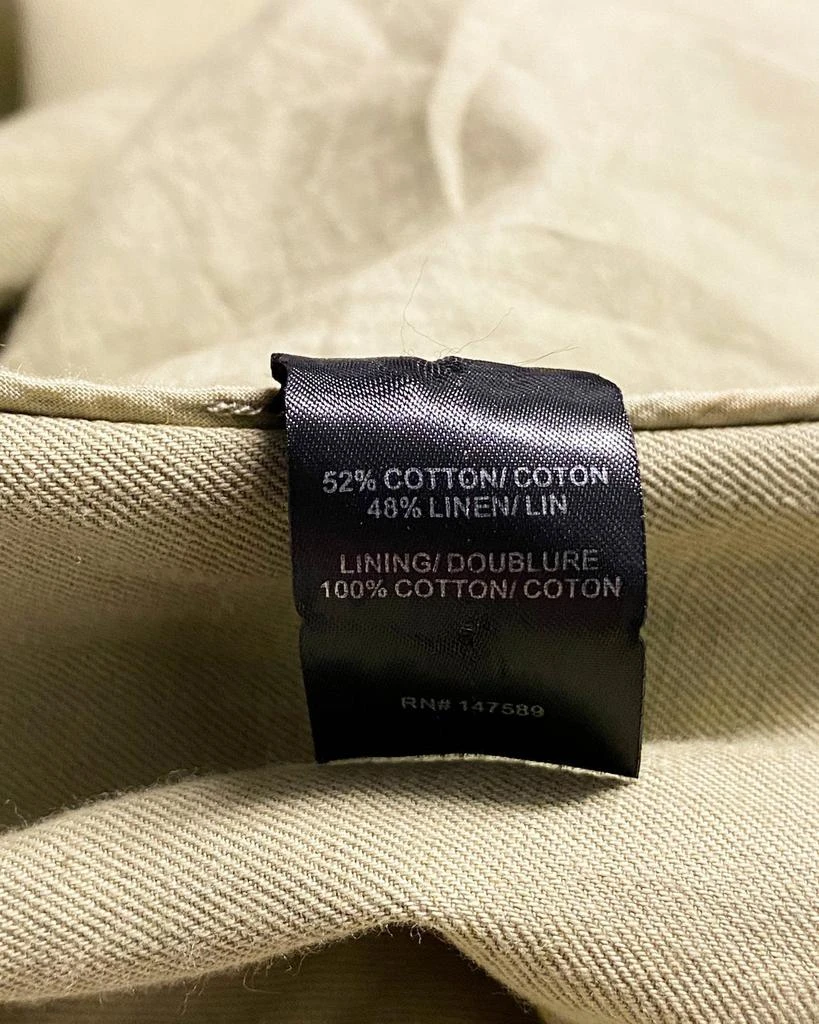 52% COTTON/ COTON
48% LINEN/ LIN
LINING/ DOUBLURE
100% COTTON/ COTON
RN# 147589